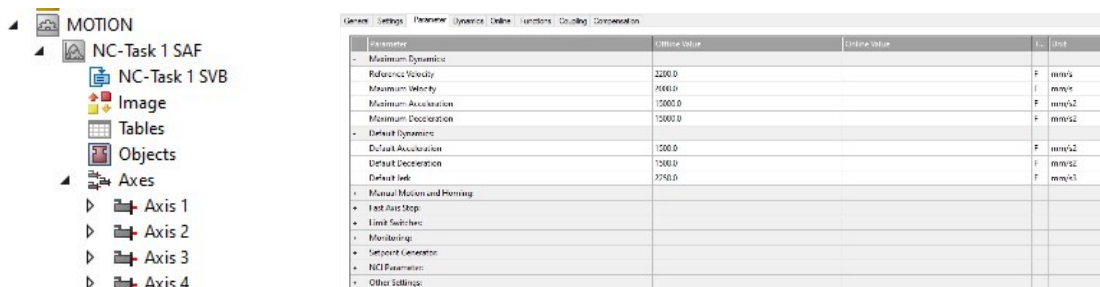 MOTION
NC-Task 1 SAF
NC-Task 1 SVB
Image
Tables
Objects
Axes
Axis 1
Axis 2
Axis 3
Axis 4
General Settings Parameter Dynamics Online Functions Coupling Compensation
Parameter Offline Value Online Value T... Unit
- Maximum Dynamics:
Reference Velocity 2200.0 F mm/s
Maximum Velocity 2000.0 F mm/s
Maximum Acceleration 15000.0 F mm/s2
Maximum Deceleration 15000.0 F mm/s2
- Default Dynamics:
Default Acceleration 1500.0 F mm/s2
Default Deceleration 1500.0 F mm/s2
Default Jerk 2250.0 F mm/s3
+ Manual Motion and Homing:
+ Fast Axis Stop:
+ Limit Switches:
+ Monitoring:
+ Setpoint Generator:
+ NCI Parameter:
+ Other Settings: